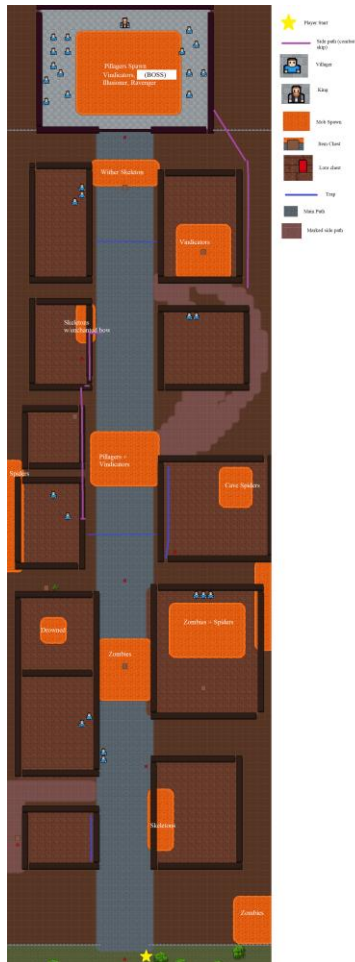 Pillagers Spawn
Vindicators, (BOSS)
Illusioner, Ravenger
Wither Skeleton
Vindicators
Skeletons
w/enchanted bow
Pillagers +
Vindicators
Spiders
Cave Spiders
Drowned
Zombies + Spiders
Zombies
Skeletons
Zombies
Player Start
Side path (combat
skip)
Villager
King
Mob Spawn
Item Chest
Lore chest
Trap
Main Path
Masked side path